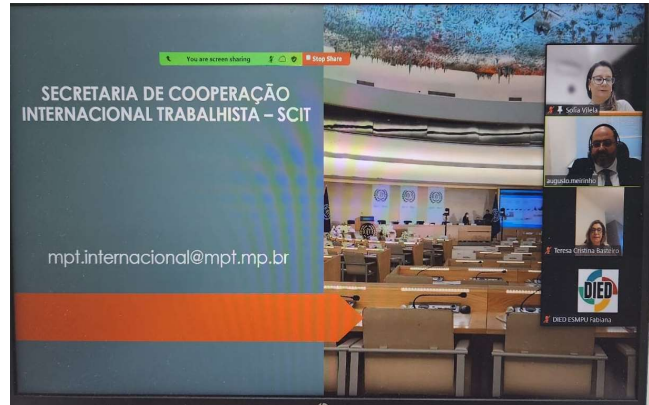 You are screen sharing
Stop Share
SECRETARIA DE COOPERAÇÃO
INTERNACIONAL TRABALHISTA – SCIT
mpt.internacional@mpt.mp.br
Sofia Vilela
augusto.meirinho
Teresa Cristina Basteiro
DIED
DIED ESMPU Fabiana